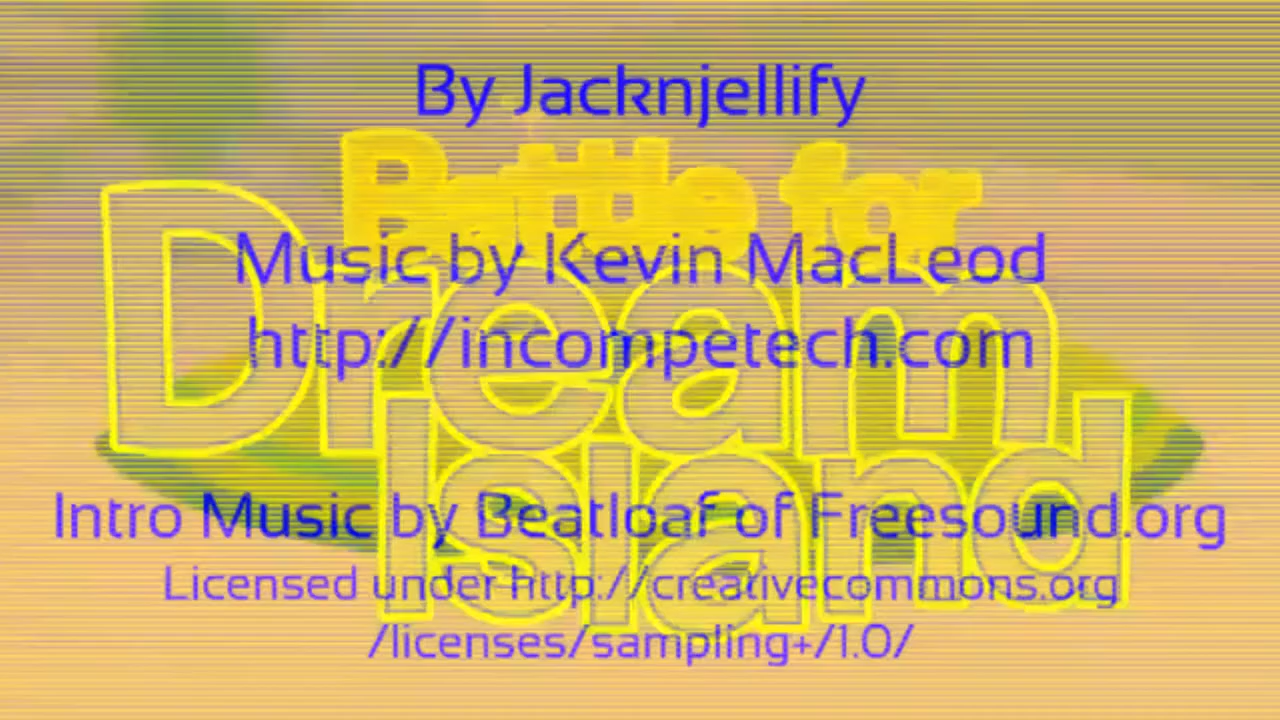 By Jacknjellify
Battle for
Dream
Island
Music by Kevin MacLeod
http://incompetech.com
Intro Music by Beatloaf of Freesound.org
Licensed under http://creativecommons.org
/licenses/sampling+/1.0/